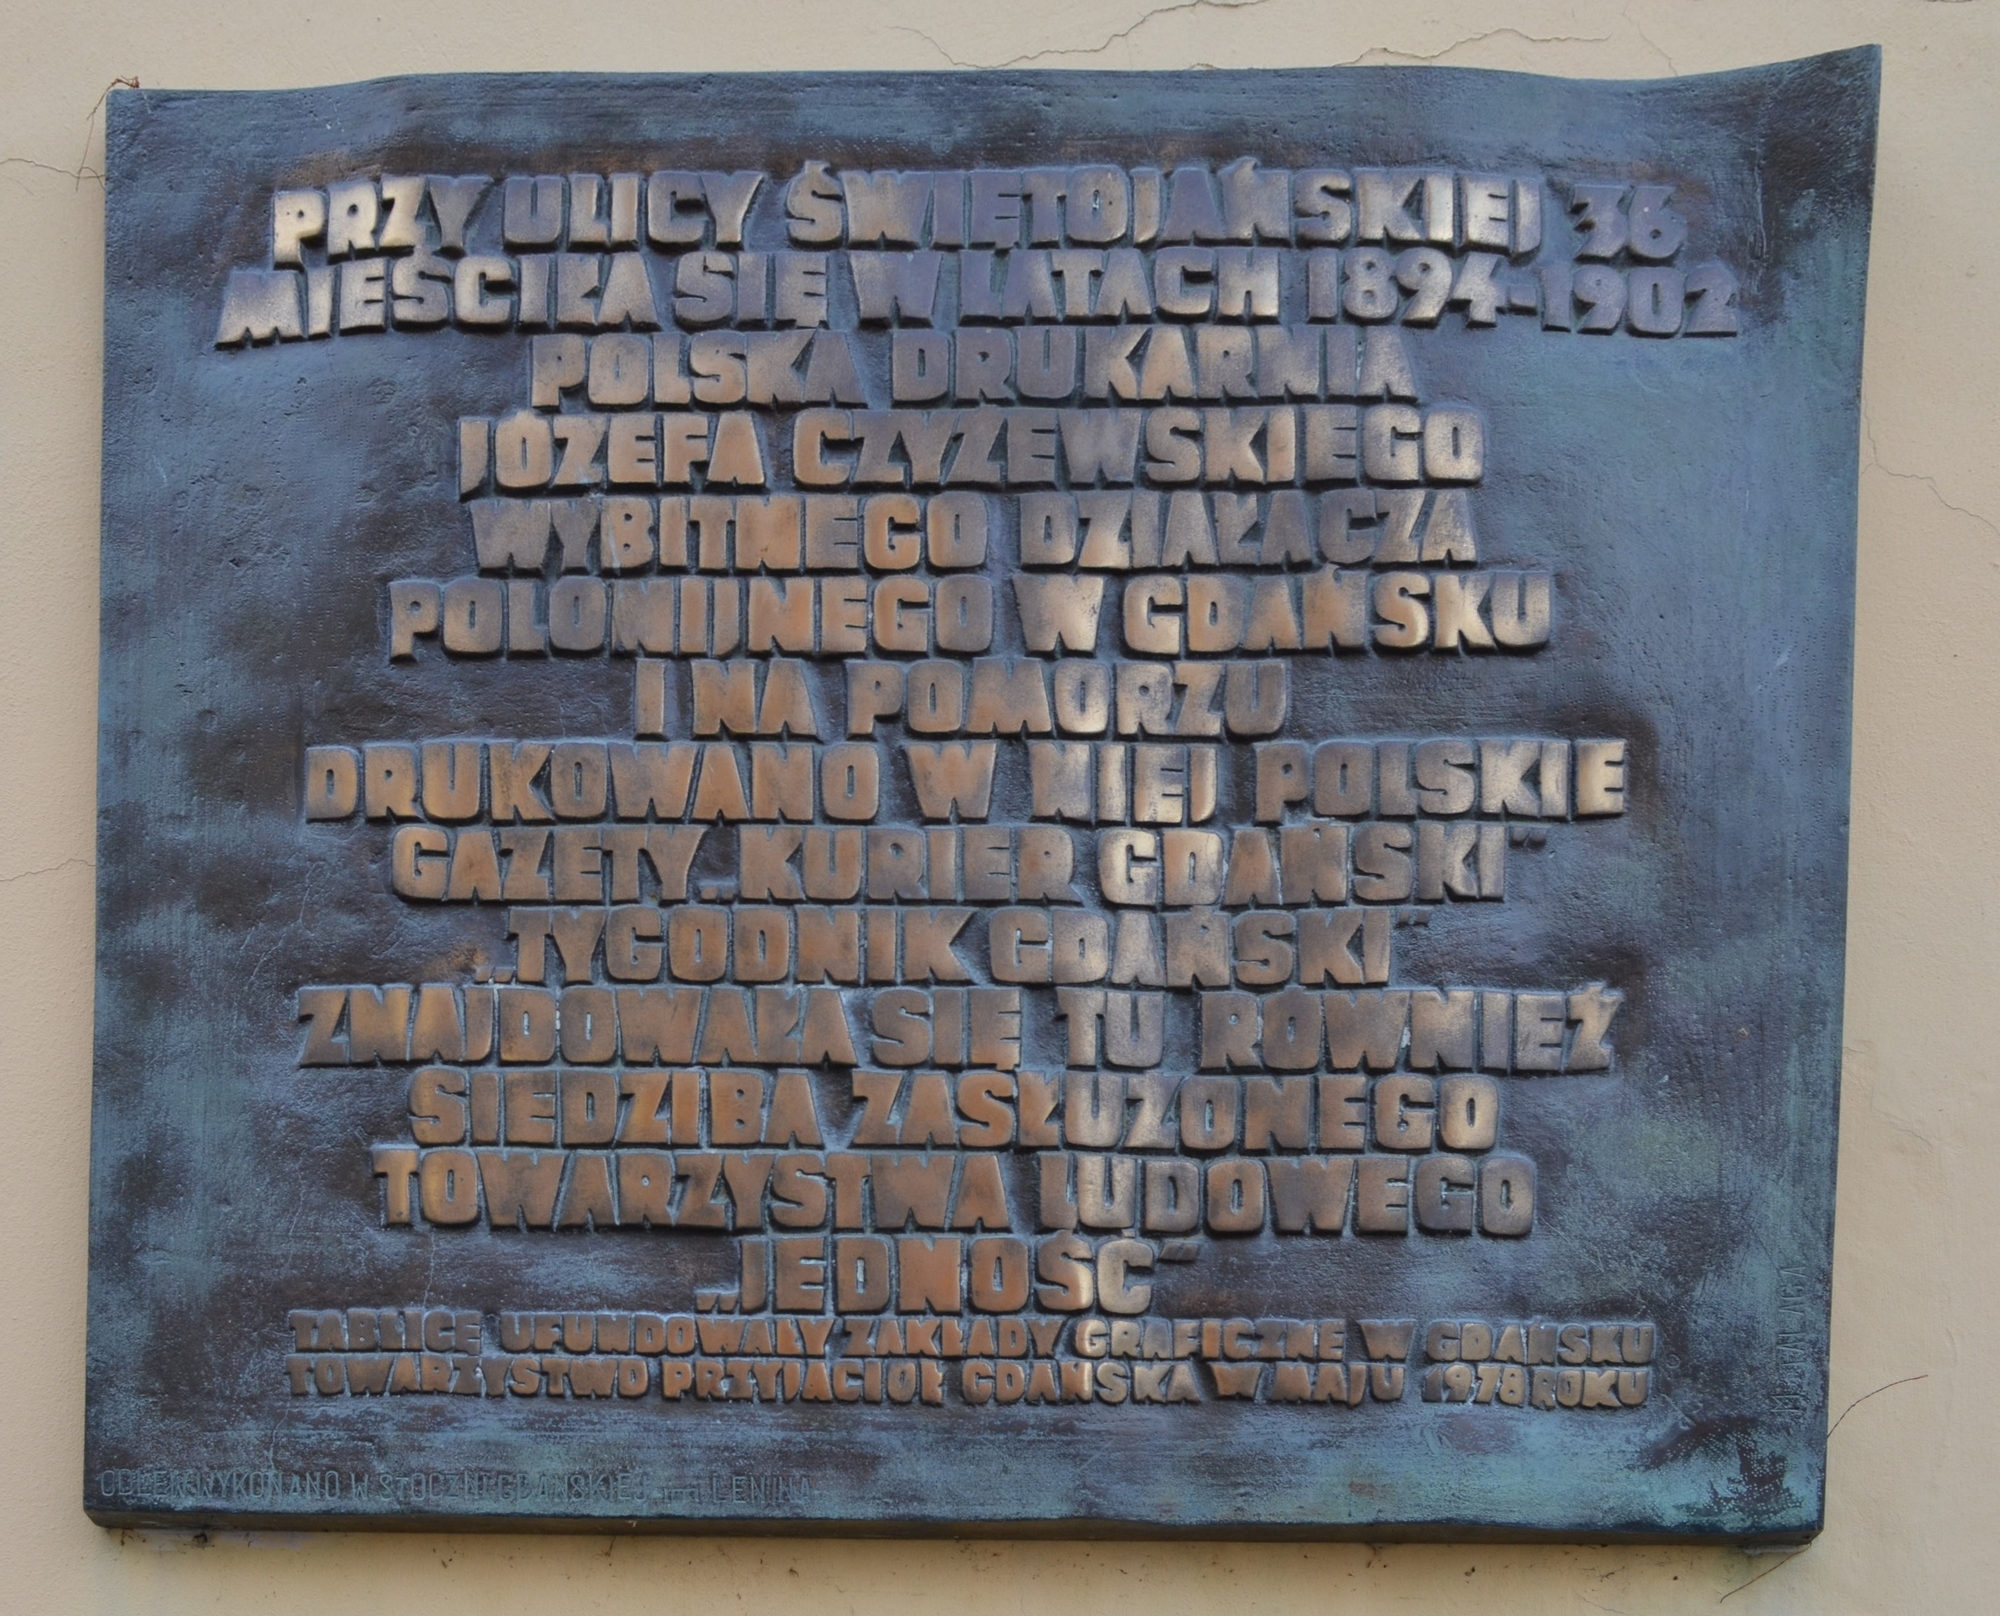 PRZY ULICY ŚWIĘTOJAŃSKIEJ 36
MIEŚCIŁA SIĘ W LATACH 1894-1902
POLSKA DRUKARNIA
JÓZEFA CZYŻEWSKIEGO
WYBITNEGO DZIAŁACZA
POLONIJNEGO W GDAŃSKU
I NA POMORZU
DRUKOWANO W NIEJ POLSKIE
GAZETY „KURIER GDAŃSKI"
„TYGODNIK GDAŃSKI"
ZNAJDOWAŁA SIĘ TU RÓWNIEŻ
SIEDZIBA ZASŁUŻONEGO
TOWARZYSTWA LUDOWEGO
„JEDNOŚĆ"
TABLICĘ UFUNDOWAŁY ZAKŁADY GRAFICZNE W GDAŃSKU
TOWARZYSTWO PRZYJACIÓŁ GDAŃSKA W MAJU 1978 ROKU
ODLEW WYKONANO W STOCZNI GDAŃSKIEJ im LENINA